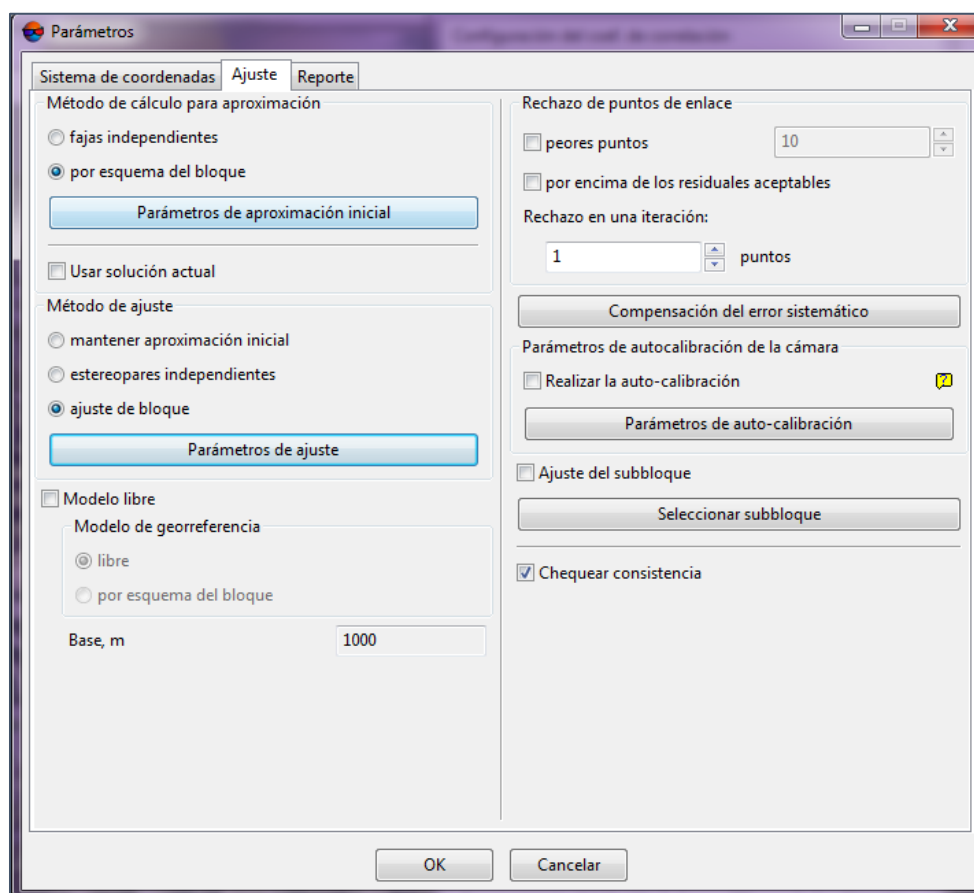 Parámetros
Configuración del coef. de correlación
Sistema de coordenadas
Ajuste
Reporte
Método de cálculo para aproximación
fajas independientes
por esquema del bloque
Parámetros de aproximación inicial
Usar solución actual
Método de ajuste
mantener aproximación inicial
estereopares independientes
ajuste de bloque
Parámetros de ajuste
Modelo libre
Modelo de georreferencia
libre
por esquema del bloque
Base, m 1000
Rechazo de puntos de enlace
peores puntos 10
por encima de los residuales aceptables
Rechazo en una iteración:
1 puntos
Compensación del error sistemático
Parámetros de autocalibración de la cámara
Realizar la auto-calibración
Parámetros de auto-calibración
Ajuste del subbloque
Seleccionar subbloque
Chequear consistencia
OK
Cancelar